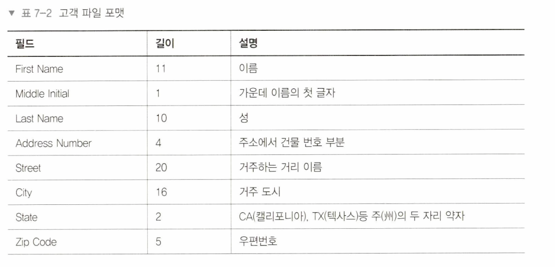 ▼ 표 7-2 고객 파일 포맷
필드 길이 설명
First Name 11 이름
Middle Initial 1 가운데 이름의 첫 글자
Last Name 10 성
Address Number 4 주소에서 건물 번호 부분
Street 20 거주하는 거리 이름
City 16 거주 도시
State 2 CA(캘리포니아), TX(텍사스)등 주(州)의 두 자리 약자
Zip Code 5 우편번호